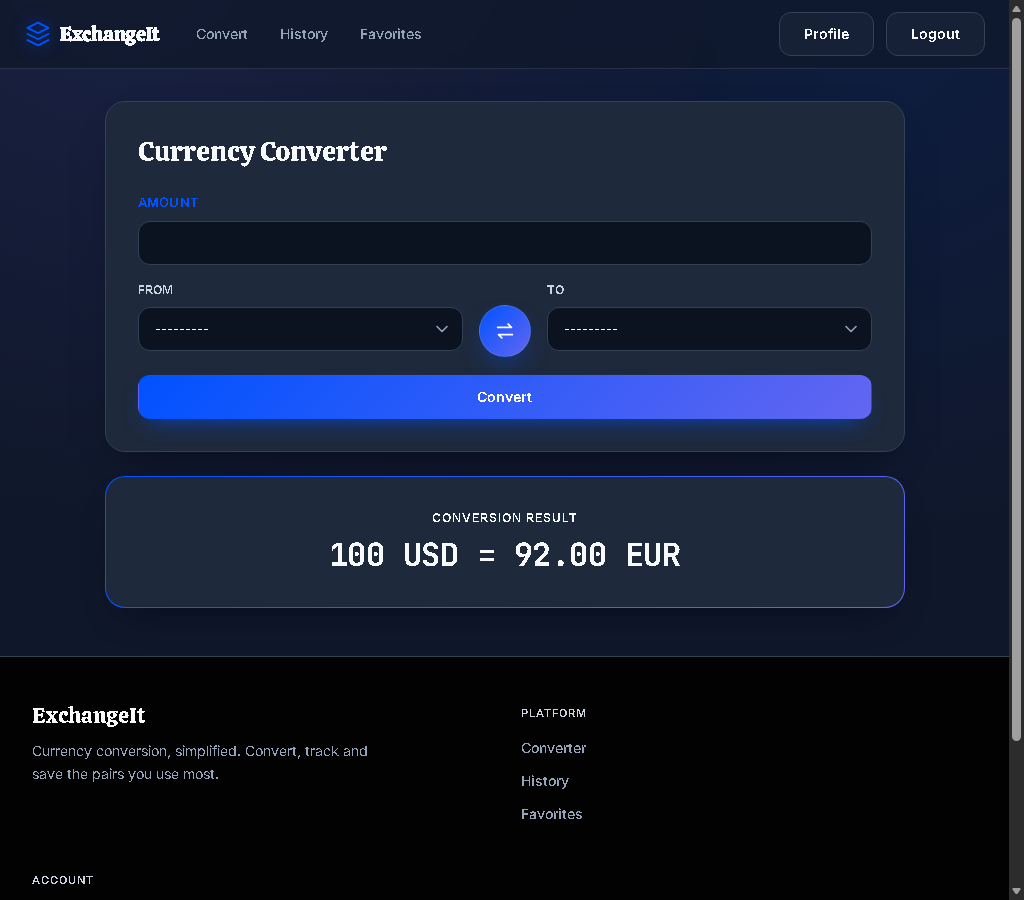 ExchangeIt
Convert
History
Favorites
Profile
Logout
Currency Converter
AMOUNT
FROM
TO
---------
---------
Convert
CONVERSION RESULT
100 USD = 92.00 EUR
ExchangeIt
Currency conversion, simplified. Convert, track and
save the pairs you use most.
PLATFORM
Converter
History
Favorites
ACCOUNT